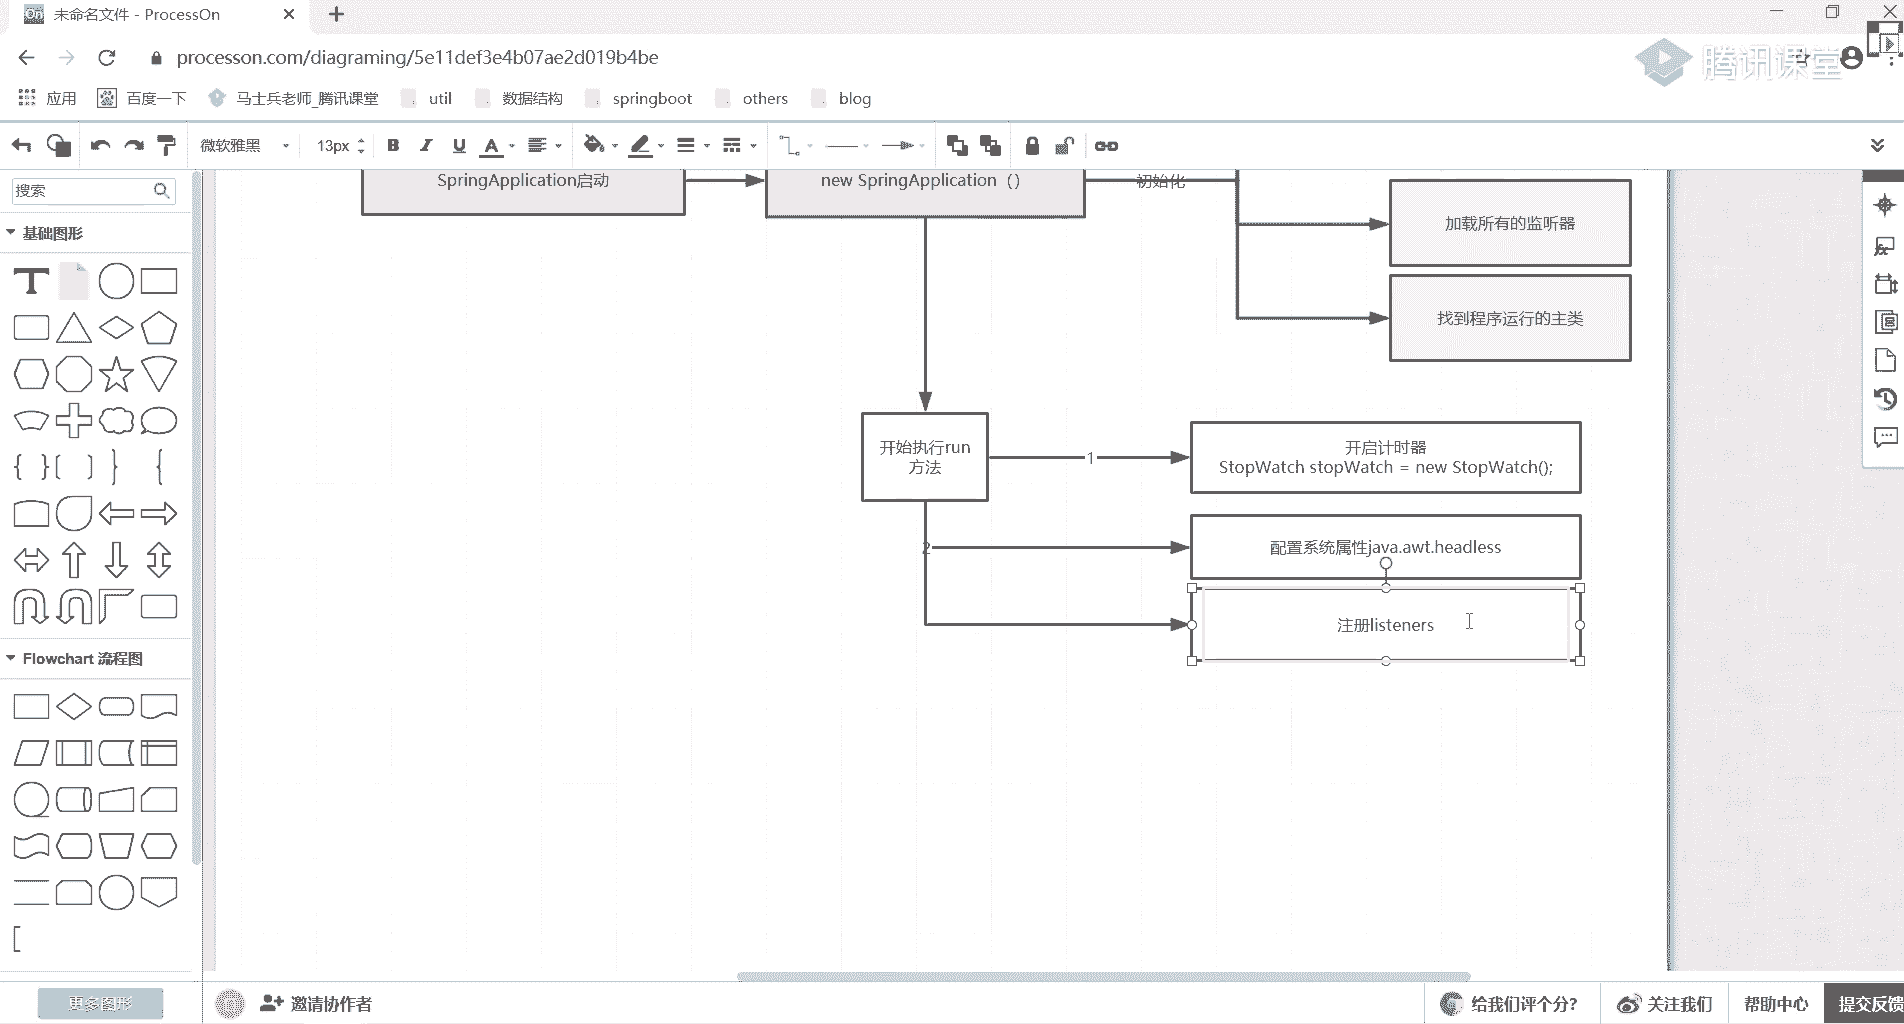 未命名文件 - ProcessOn
processon.com/diagraming/5e11def3e4b07ae2d019b4be
腾讯课堂
应用
百度一下
马士兵老师_腾讯课堂
util
数据结构
springboot
others
blog
微软雅黑
13px
B I U A
搜索
基础图形
T
Flowchart 流程图
更多图形
SpringApplication启动
new SpringApplication（）
初始化
加载所有的监听器
找到程序运行的主类
开始执行run
方法
1
开启计时器
StopWatch stopWatch = new StopWatch();
2
配置系统属性java.awt.headless
注册listeners
邀请协作者
给我们评个分?
关注我们
帮助中心
提交反馈